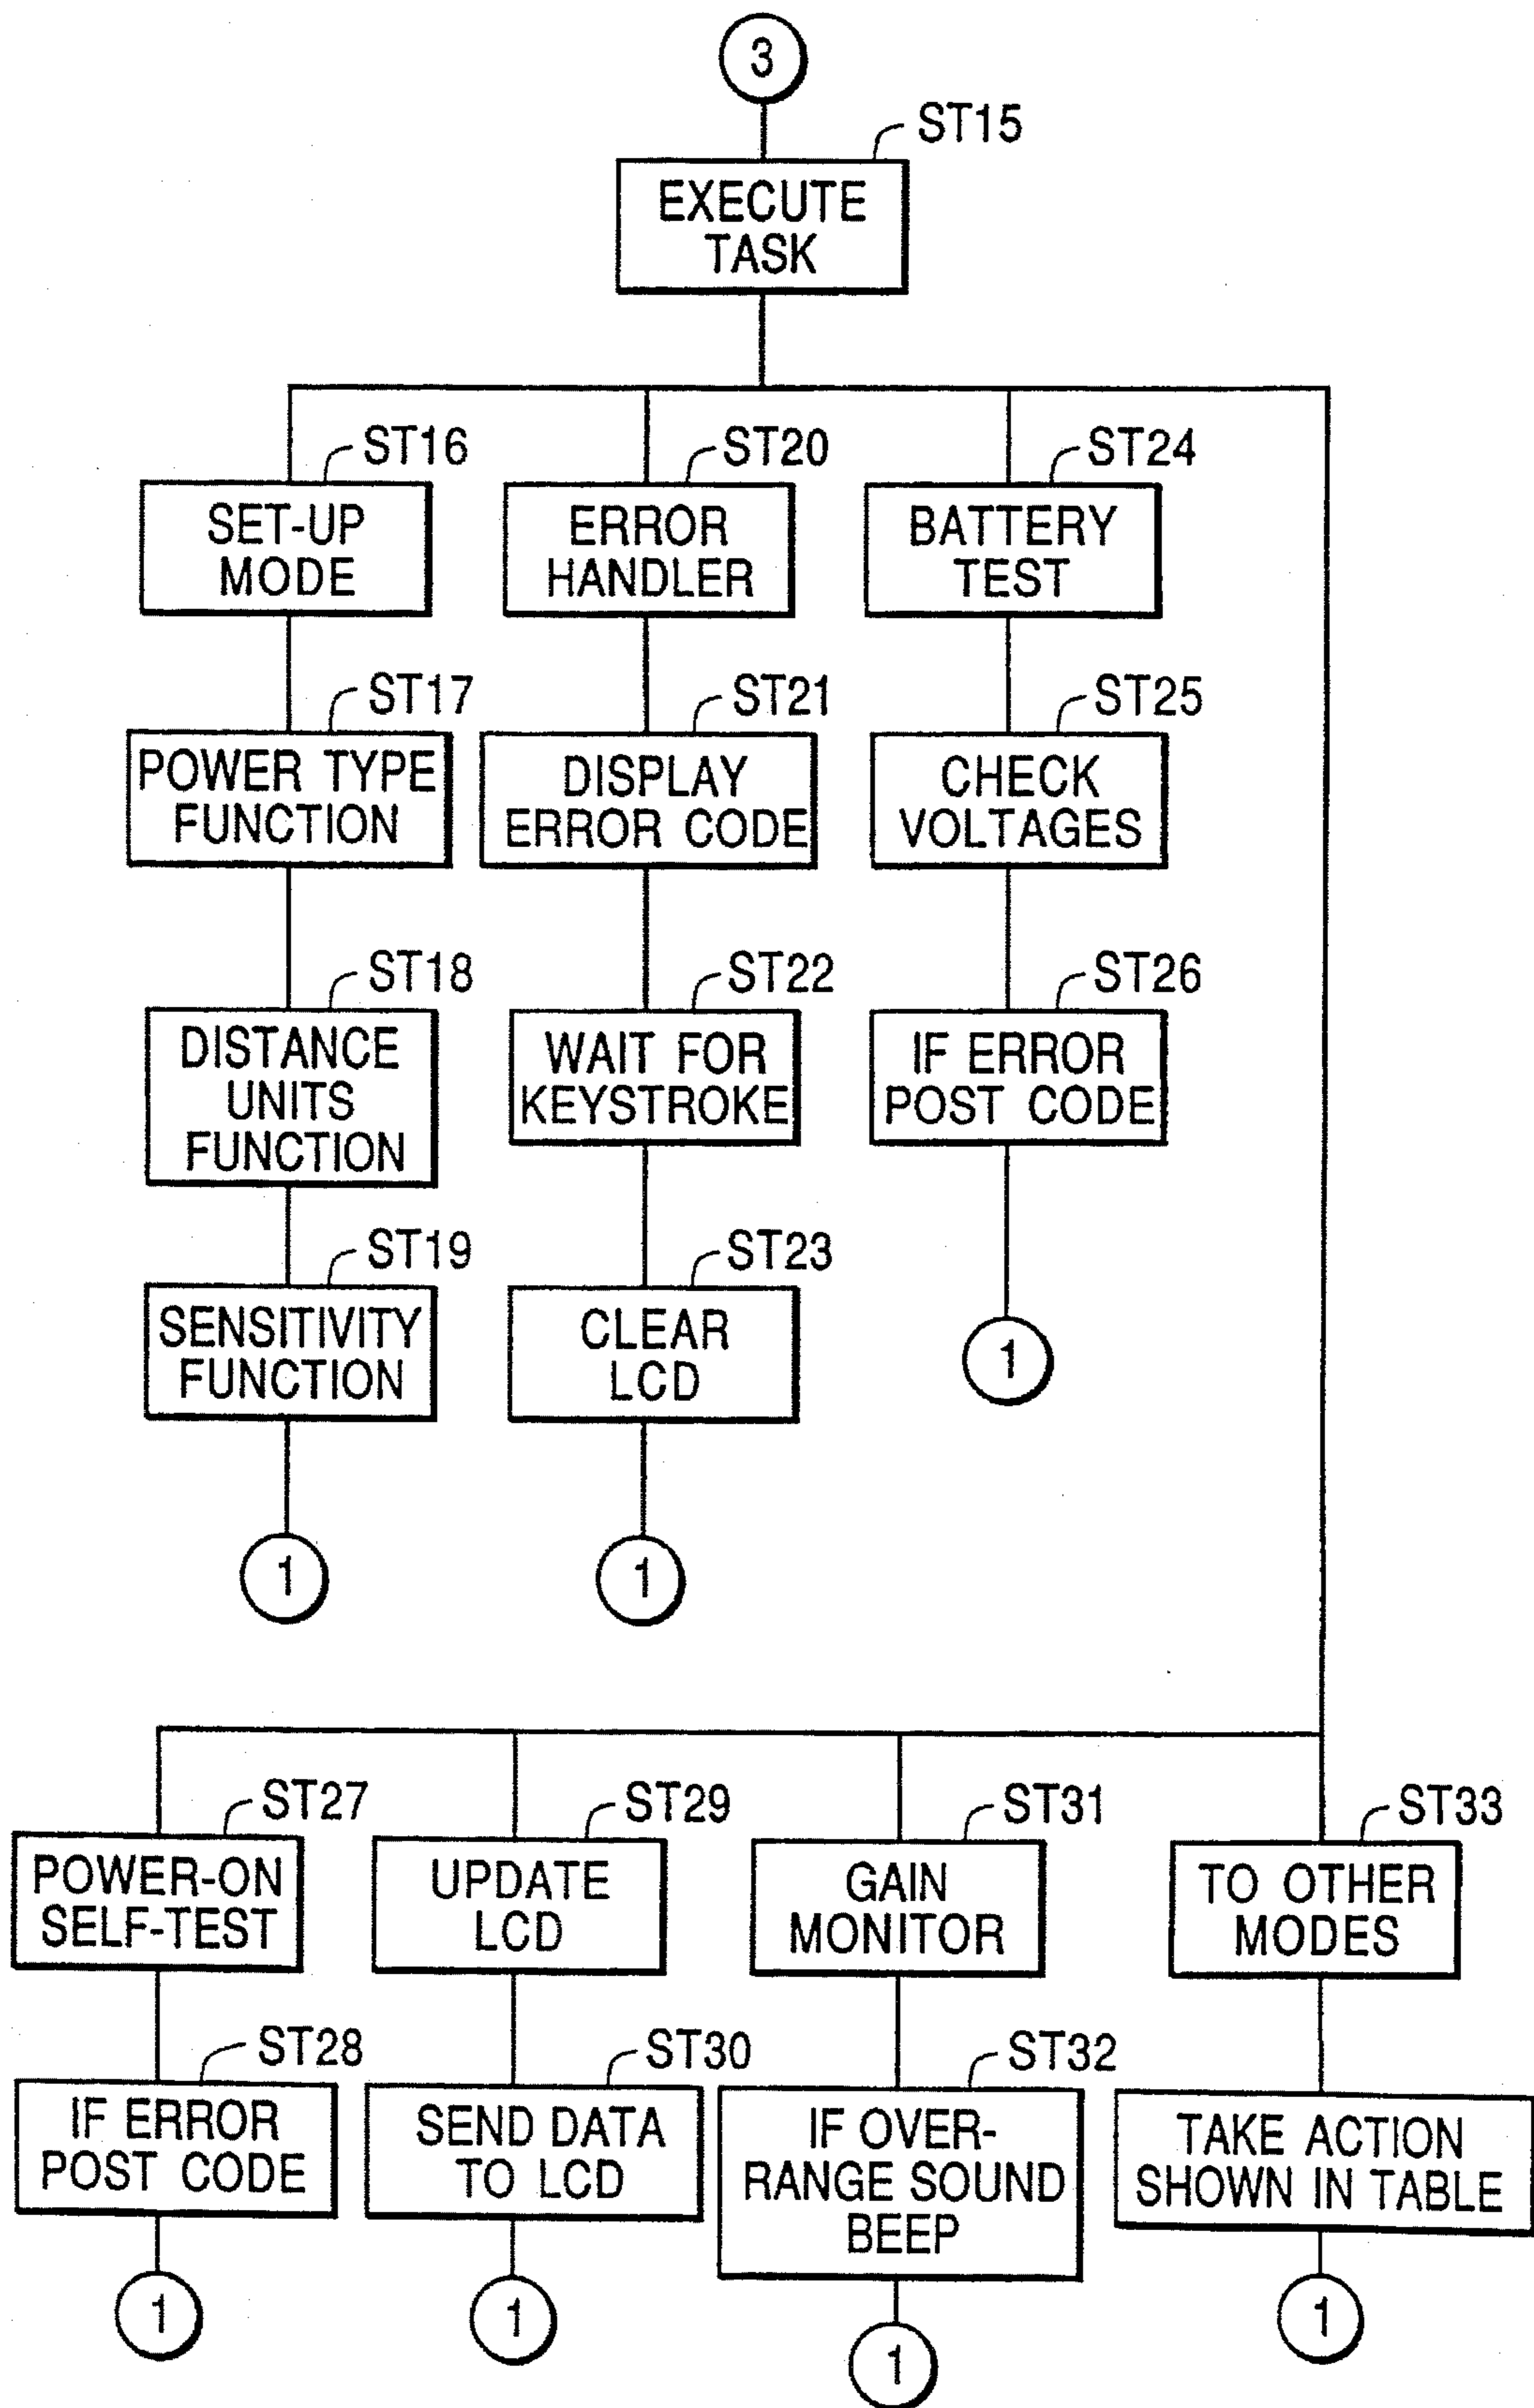 3
ST15
EXECUTE
TASK
ST16
SET-UP
MODE
ST17
POWER TYPE
FUNCTION
ST18
DISTANCE
UNITS
FUNCTION
ST19
SENSITIVITY
FUNCTION
1
ST20
ERROR
HANDLER
ST21
DISPLAY
ERROR CODE
ST22
WAIT FOR
KEYSTROKE
ST23
CLEAR
LCD
1
ST24
BATTERY
TEST
ST25
CHECK
VOLTAGES
ST26
IF ERROR
POST CODE
1
ST27
POWER-ON
SELF-TEST
ST28
IF ERROR
POST CODE
1
ST29
UPDATE
LCD
ST30
SEND DATA
TO LCD
1
ST31
GAIN
MONITOR
ST32
IF OVER-
RANGE SOUND
BEEP
1
ST33
TO OTHER
MODES
TAKE ACTION
SHOWN IN TABLE
1